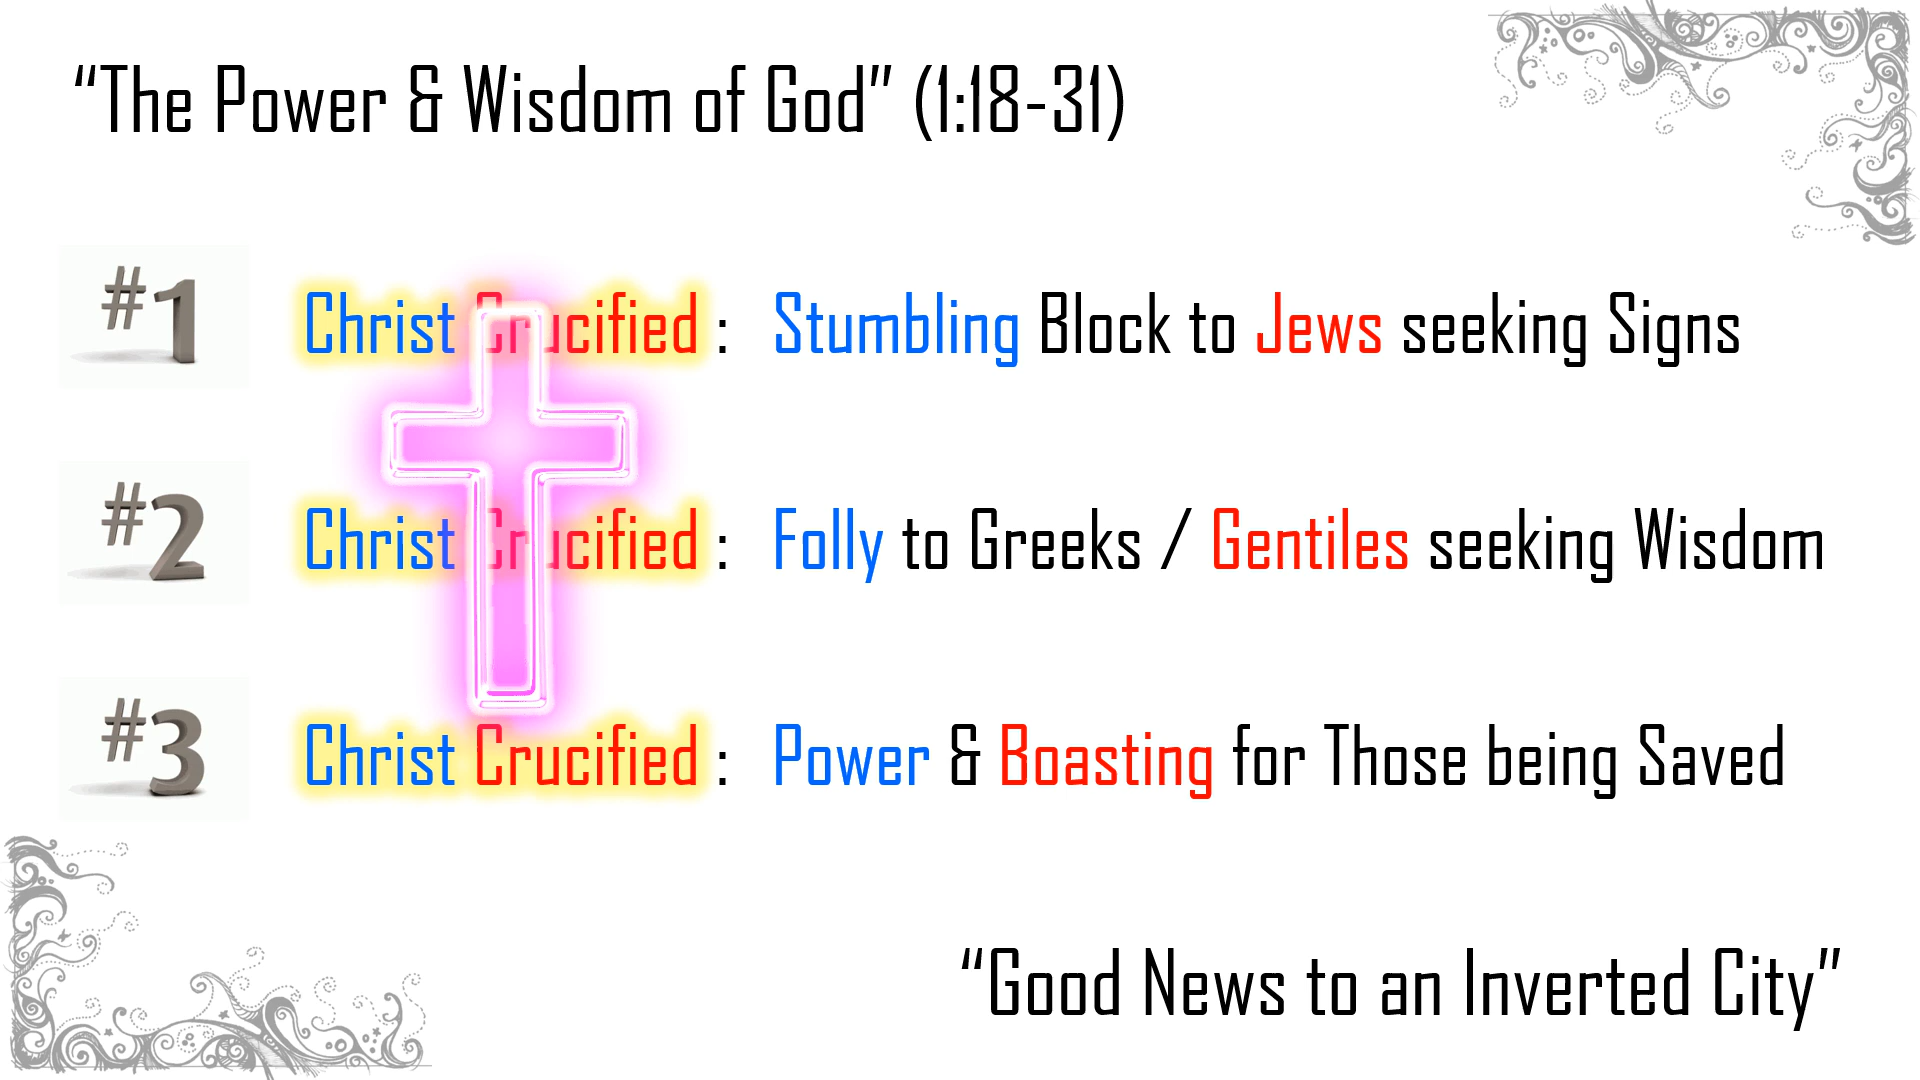 “The Power & Wisdom of God” (1:18-31)
#1 Christ Crucified : Stumbling Block to Jews seeking Signs
#2 Christ Crucified : Folly to Greeks / Gentiles seeking Wisdom
#3 Christ Crucified : Power & Boasting for Those being Saved
“Good News to an Inverted City”